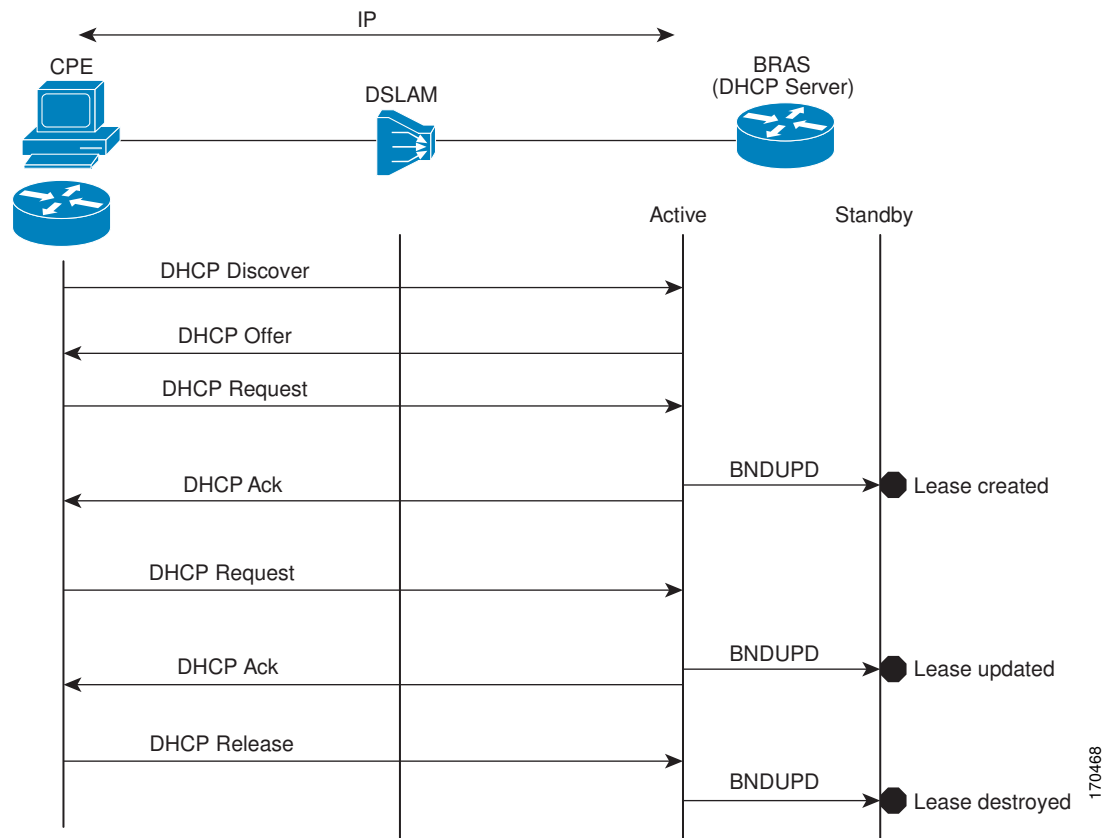 IP
CPE
DSLAM
BRAS
(DHCP Server)
Active
Standby
DHCP Discover
DHCP Offer
DHCP Request
DHCP Ack
BNDUPD
Lease created
DHCP Request
DHCP Ack
BNDUPD
Lease updated
DHCP Release
BNDUPD
Lease destroyed
170468